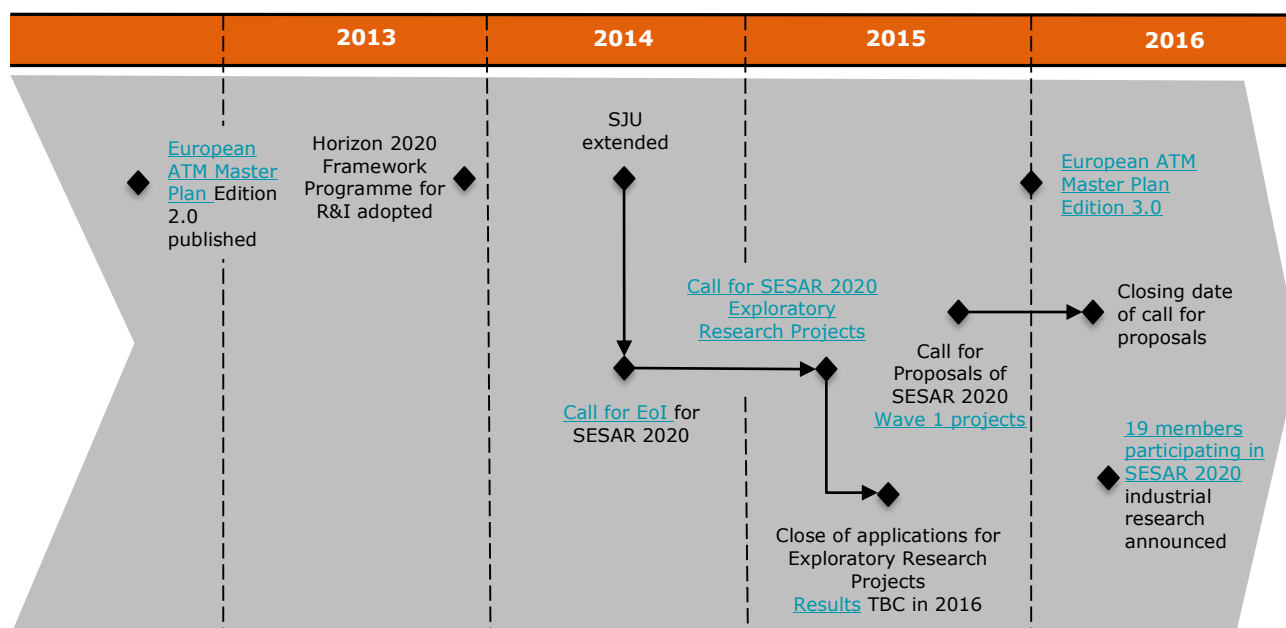 2013
2014
2015
2016
European
ATM Master
Plan Edition
2.0
published
Horizon 2020
Framework
Programme for
R&I adopted
SJU
extended
European ATM
Master Plan
Edition 3.0
Call for SESAR 2020
Exploratory
Research Projects
Closing date
of call for
proposals
Call for
Proposals of
SESAR 2020
Wave 1 projects
Call for EoI for
SESAR 2020
19 members
participating in
SESAR 2020
industrial
research
announced
Close of applications for
Exploratory Research
Projects
Results TBC in 2016